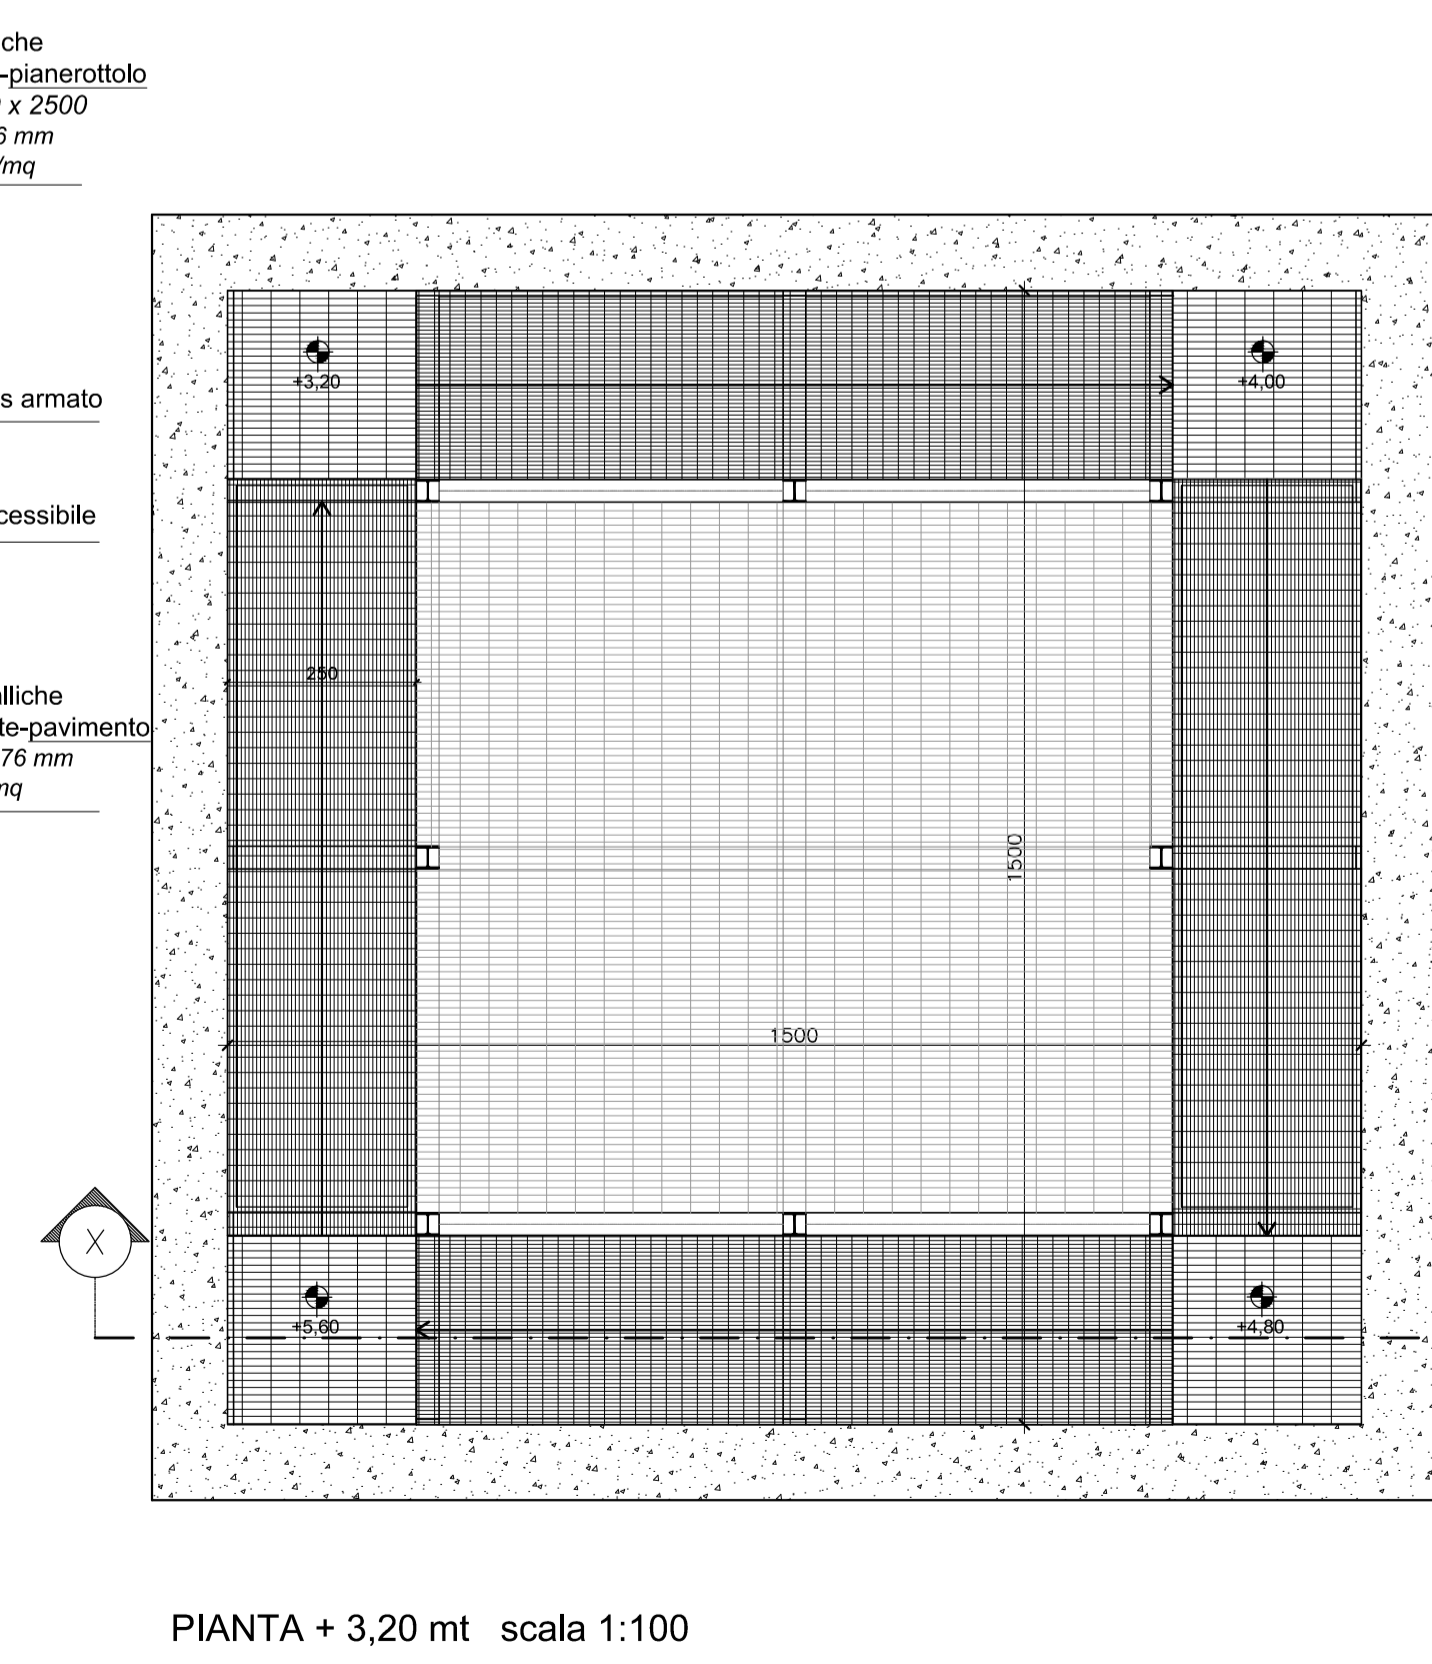 che
-pianerottolo
x 2500
6 mm
/mq
s armato
cessibile
lliche
te-pavimento
76 mm
nq
+3,20
+4,00
250
1500
1500
X
+5,60
+4,80
PIANTA + 3,20 mt scala 1:100